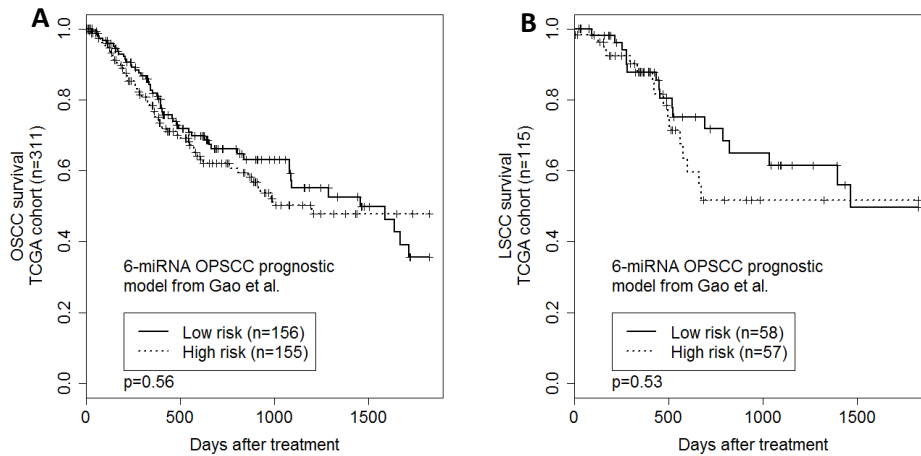 A
OSCC survival
TCGA cohort (n=311)
1.0
0.8
0.6
0.4
0.2
0.0
6-miRNA OPSCC prognostic
model from Gao et al.
Low risk (n=156)
High risk (n=155)
p=0.56
0
500
1000
1500
Days after treatment
B
LSCC survival
TCGA cohort (n=115)
1.0
0.8
0.6
0.4
0.2
0.0
6-miRNA OPSCC prognostic
model from Gao et al.
Low risk (n=58)
High risk (n=57)
p=0.53
0
500
1000
1500
Days after treatment